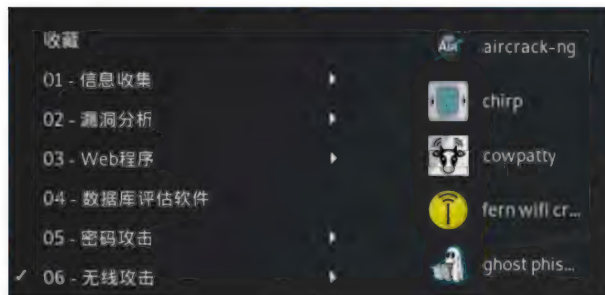 收藏
01 - 信息收集
02 - 漏洞分析
03 - Web程序
04 - 数据库评估软件
05 - 密码攻击
✓ 06 - 无线攻击
aircrack-ng
chirp
cowpatty
fern wifi cr...
ghost phis...